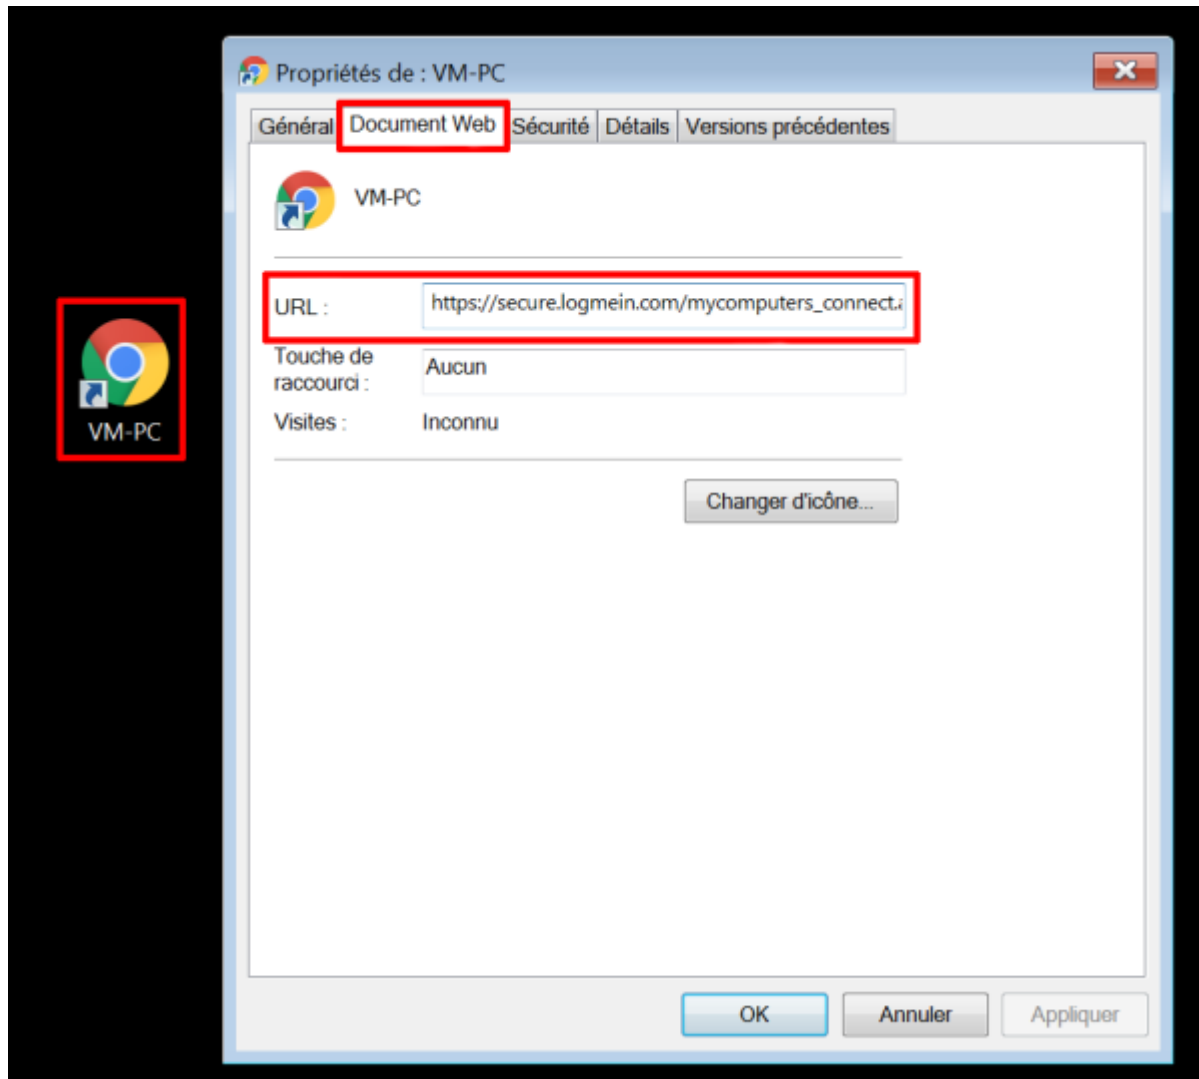 Propriétés de : VM-PC
Général Document Web Sécurité Détails Versions précédentes
VM-PC
URL : https://secure.logmein.com/mycomputers_connect.a
Touche de
raccourci : Aucun
Visites : Inconnu
Changer d'icône...
VM-PC
OK Annuler Appliquer